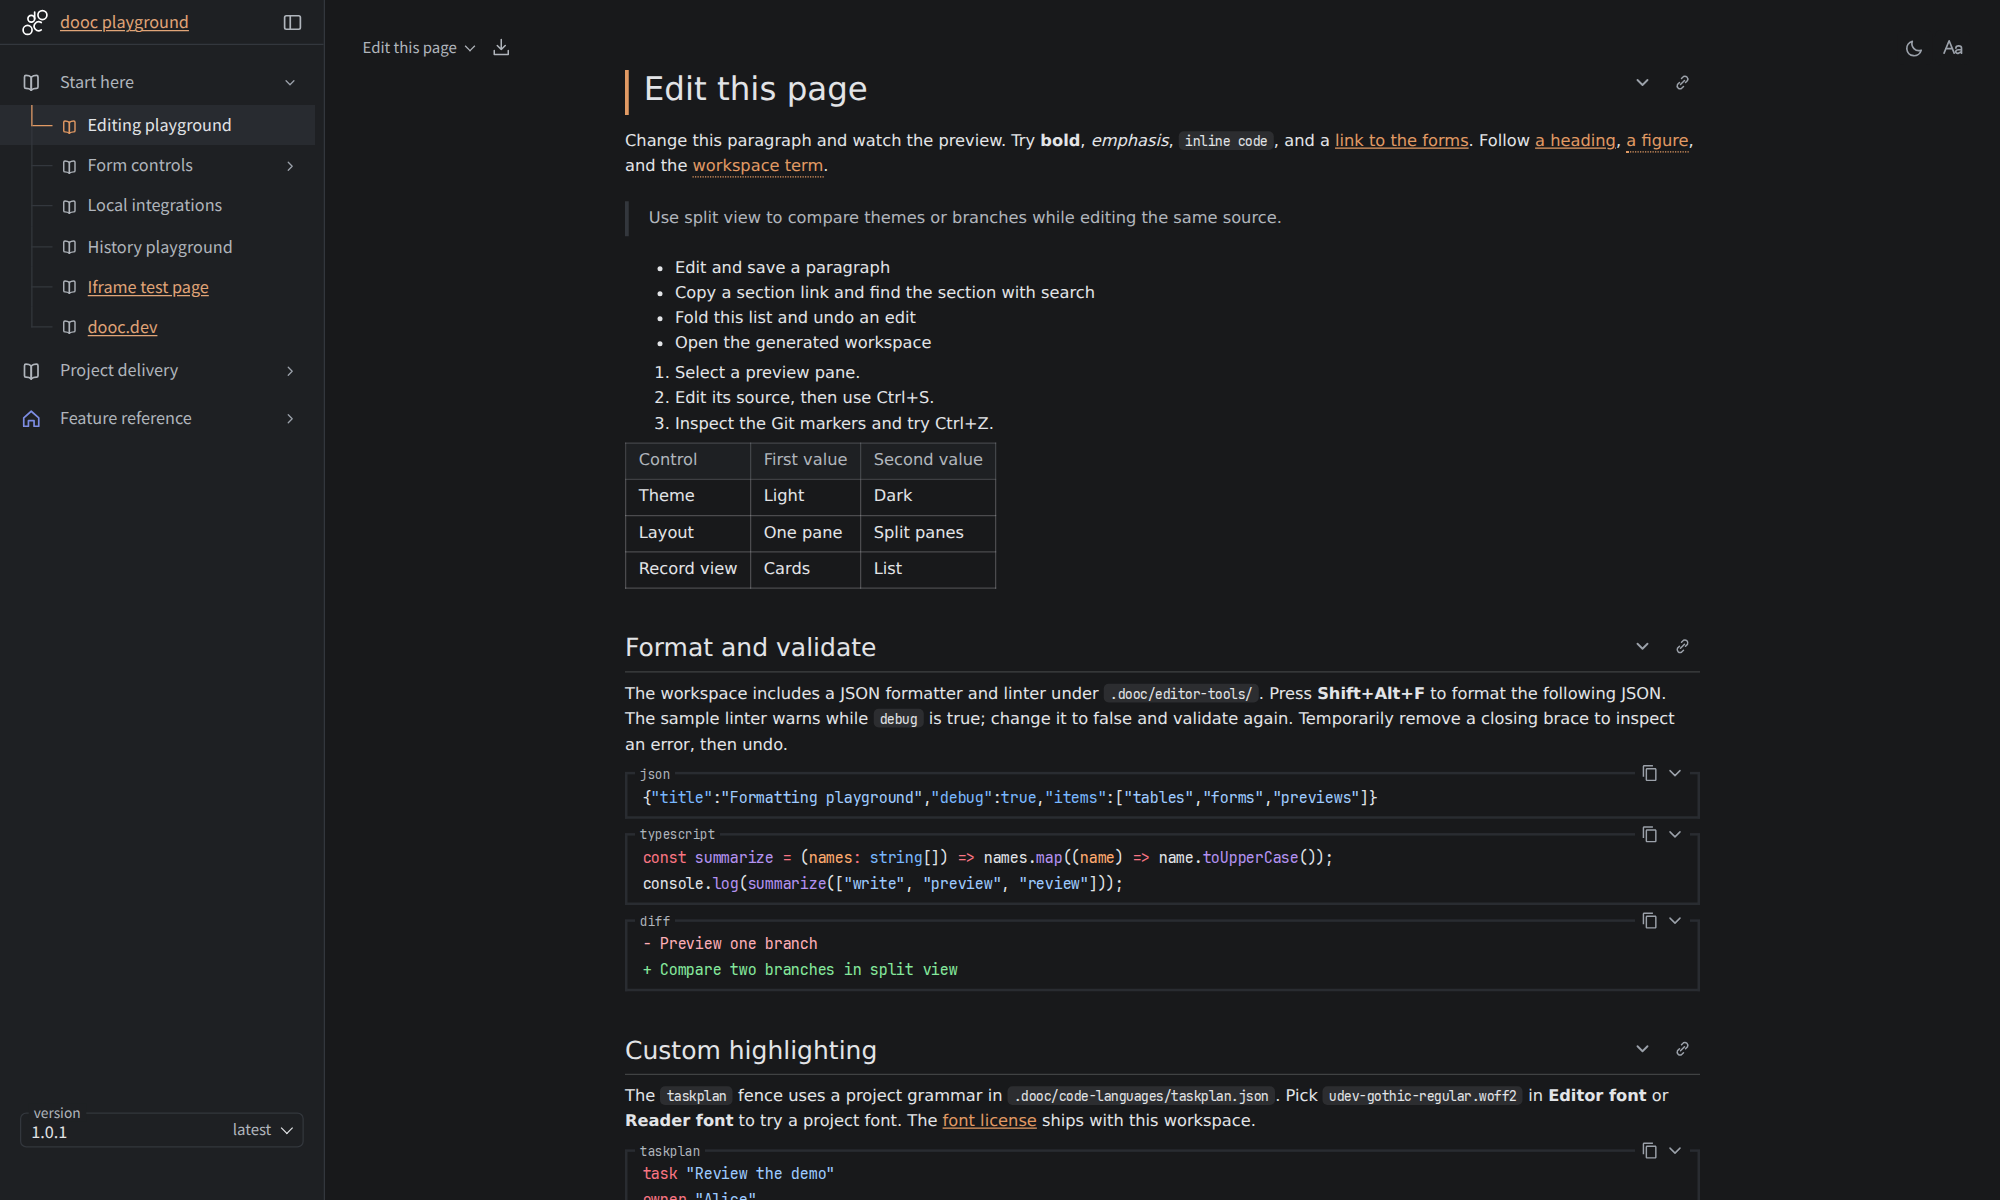 dooc playground
Start here
Editing playground
Form controls
Local integrations
History playground
Iframe test page
dooc.dev
Project delivery
Feature reference
version
1.0.1
latest
Edit this page
Aa
Edit this page
Change this paragraph and watch the preview. Try bold, emphasis, inline code, and a link to the forms. Follow a heading, a figure,
and the workspace term.
Use split view to compare themes or branches while editing the same source.
• Edit and save a paragraph
• Copy a section link and find the section with search
• Fold this list and undo an edit
• Open the generated workspace
1. Select a preview pane.
2. Edit its source, then use Ctrl+S.
3. Inspect the Git markers and try Ctrl+Z.
Control First value Second value
Theme Light Dark
Layout One pane Split panes
Record view Cards List
Format and validate
The workspace includes a JSON formatter and linter under .dooc/editor-tools/. Press Shift+Alt+F to format the following JSON.
The sample linter warns while debug is true; change it to false and validate again. Temporarily remove a closing brace to inspect
an error, then undo.
json
{"title":"Formatting playground","debug":true,"items":["tables","forms","previews"]}
typescript
const summarize = (names: string[]) => names.map((name) => name.toUpperCase());
console.log(summarize(["write", "preview", "review"]));
diff
- Preview one branch
+ Compare two branches in split view
Custom highlighting
The taskplan fence uses a project grammar in .dooc/code-languages/taskplan.json. Pick udev-gothic-regular.woff2 in Editor font or
Reader font to try a project font. The font license ships with this workspace.
taskplan
task "Review the demo"
owner "Alice"